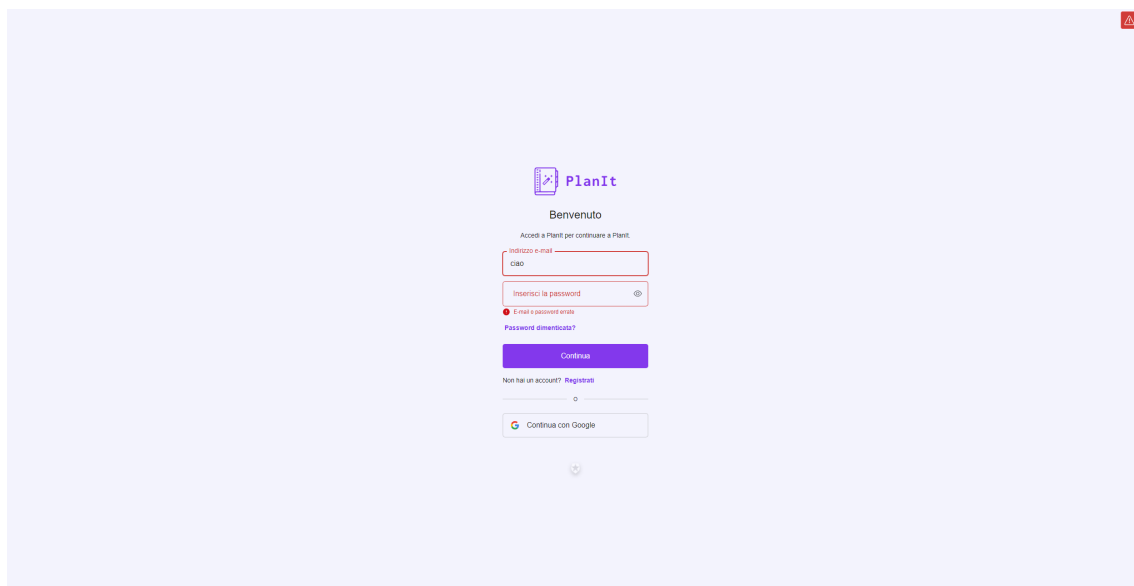 PlanIt
Benvenuto
Accedi a PlanIt per continuare a PlanIt.
Indirizzo e-mail
ciao
Inserisci la password
E-mail o password errate
Password dimenticata?
Continua
Non hai un account? Registrati
O
Continua con Google